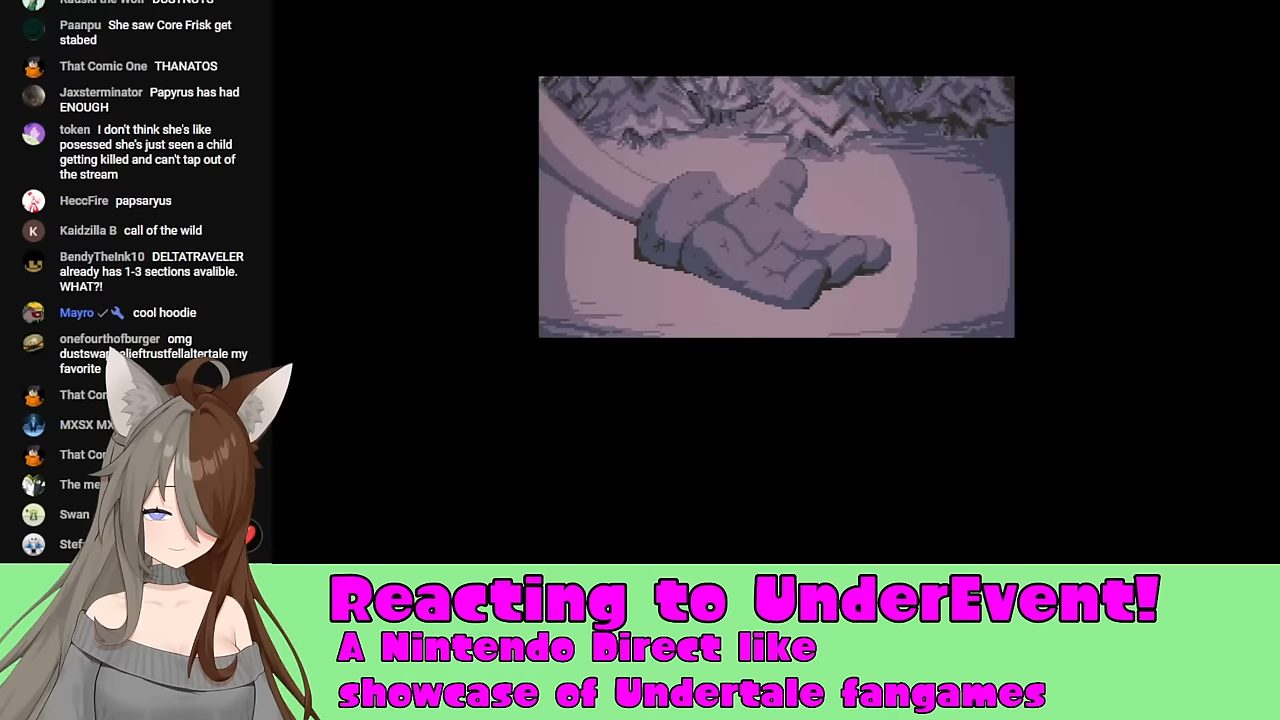 Paanpu She saw Core Frisk get
stabed
That Comic One THANATOS
Jaxsterminator Papyrus has had
ENOUGH
token I don't think she's like
posessed she's just seen a child
getting killed and can't tap out of
the stream
HeccFire papsaryus
K Kaidzilla B call of the wild
BendyTheInk10 DELTATRAVELER
already has 1-3 sections avalible.
WHAT?!
Mayro cool hoodie
onefourthofburger omg
my
favorite
That
MXSX
That
The
Swan
Reacting to UnderEvent!
A Nintendo Direct like
showcase of Undertale fangames